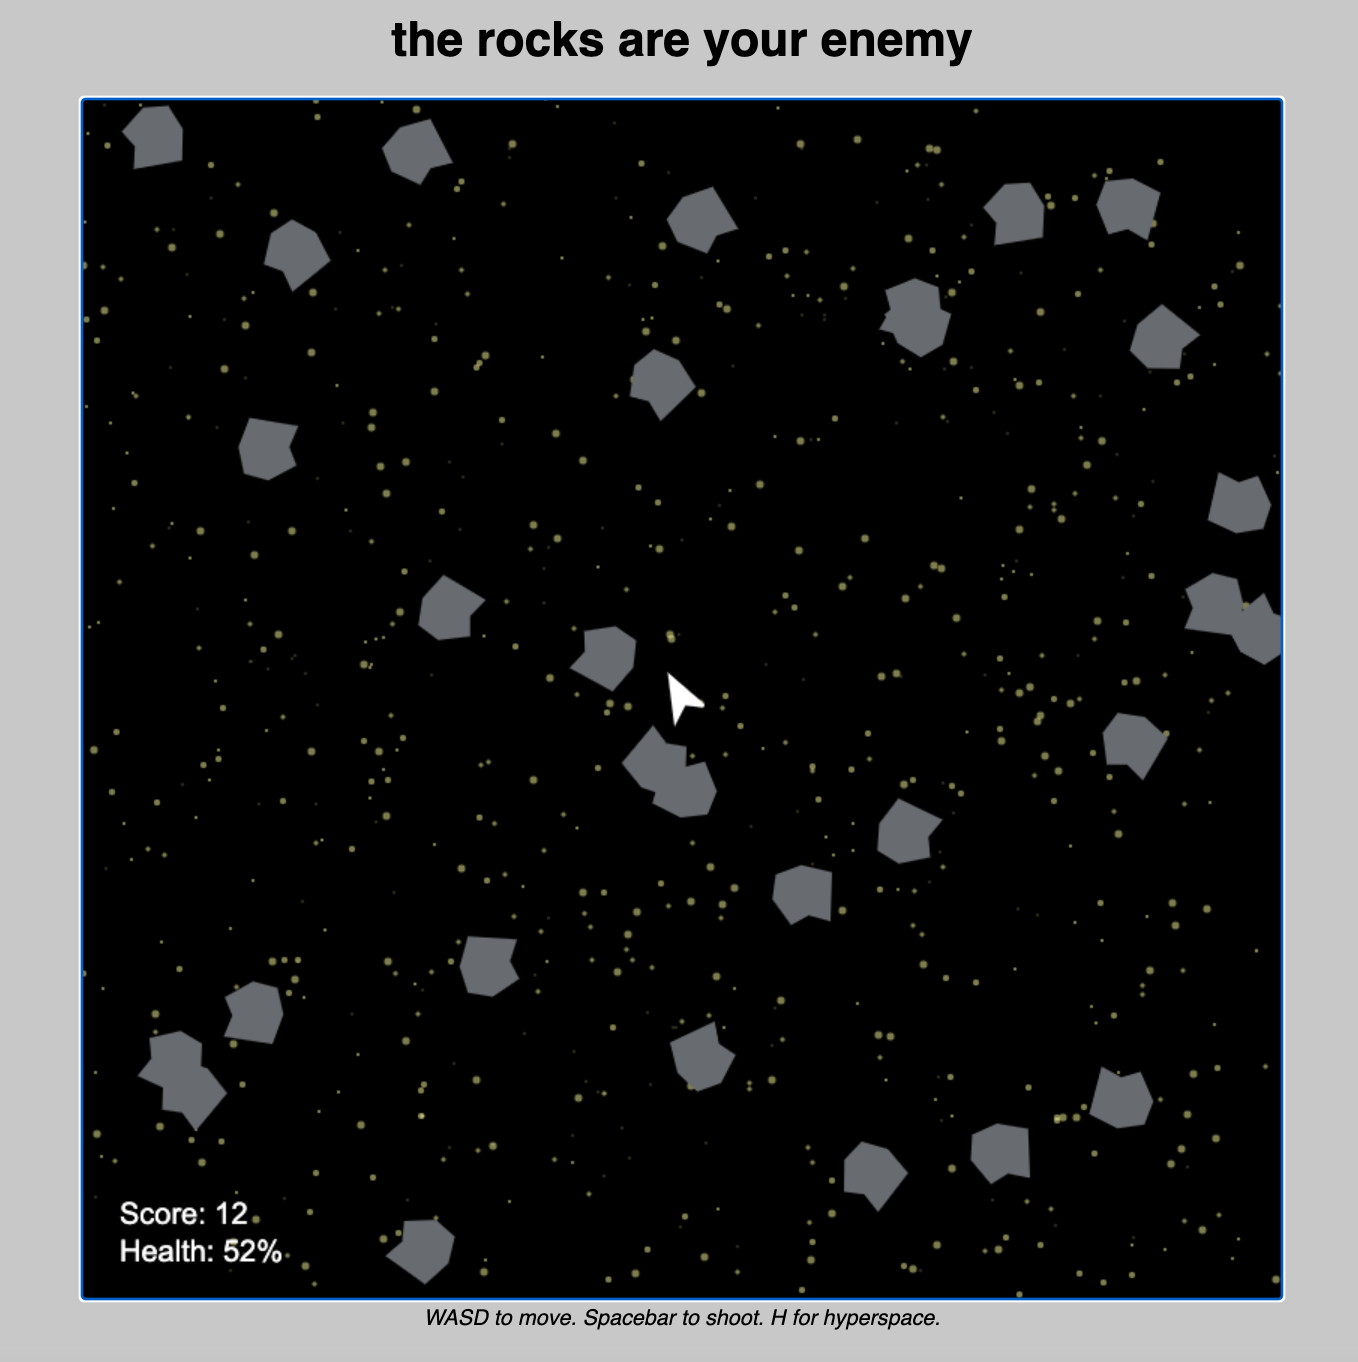 the rocks are your enemy
Score: 12
Health: 52%
WASD to move. Spacebar to shoot. H for hyperspace.